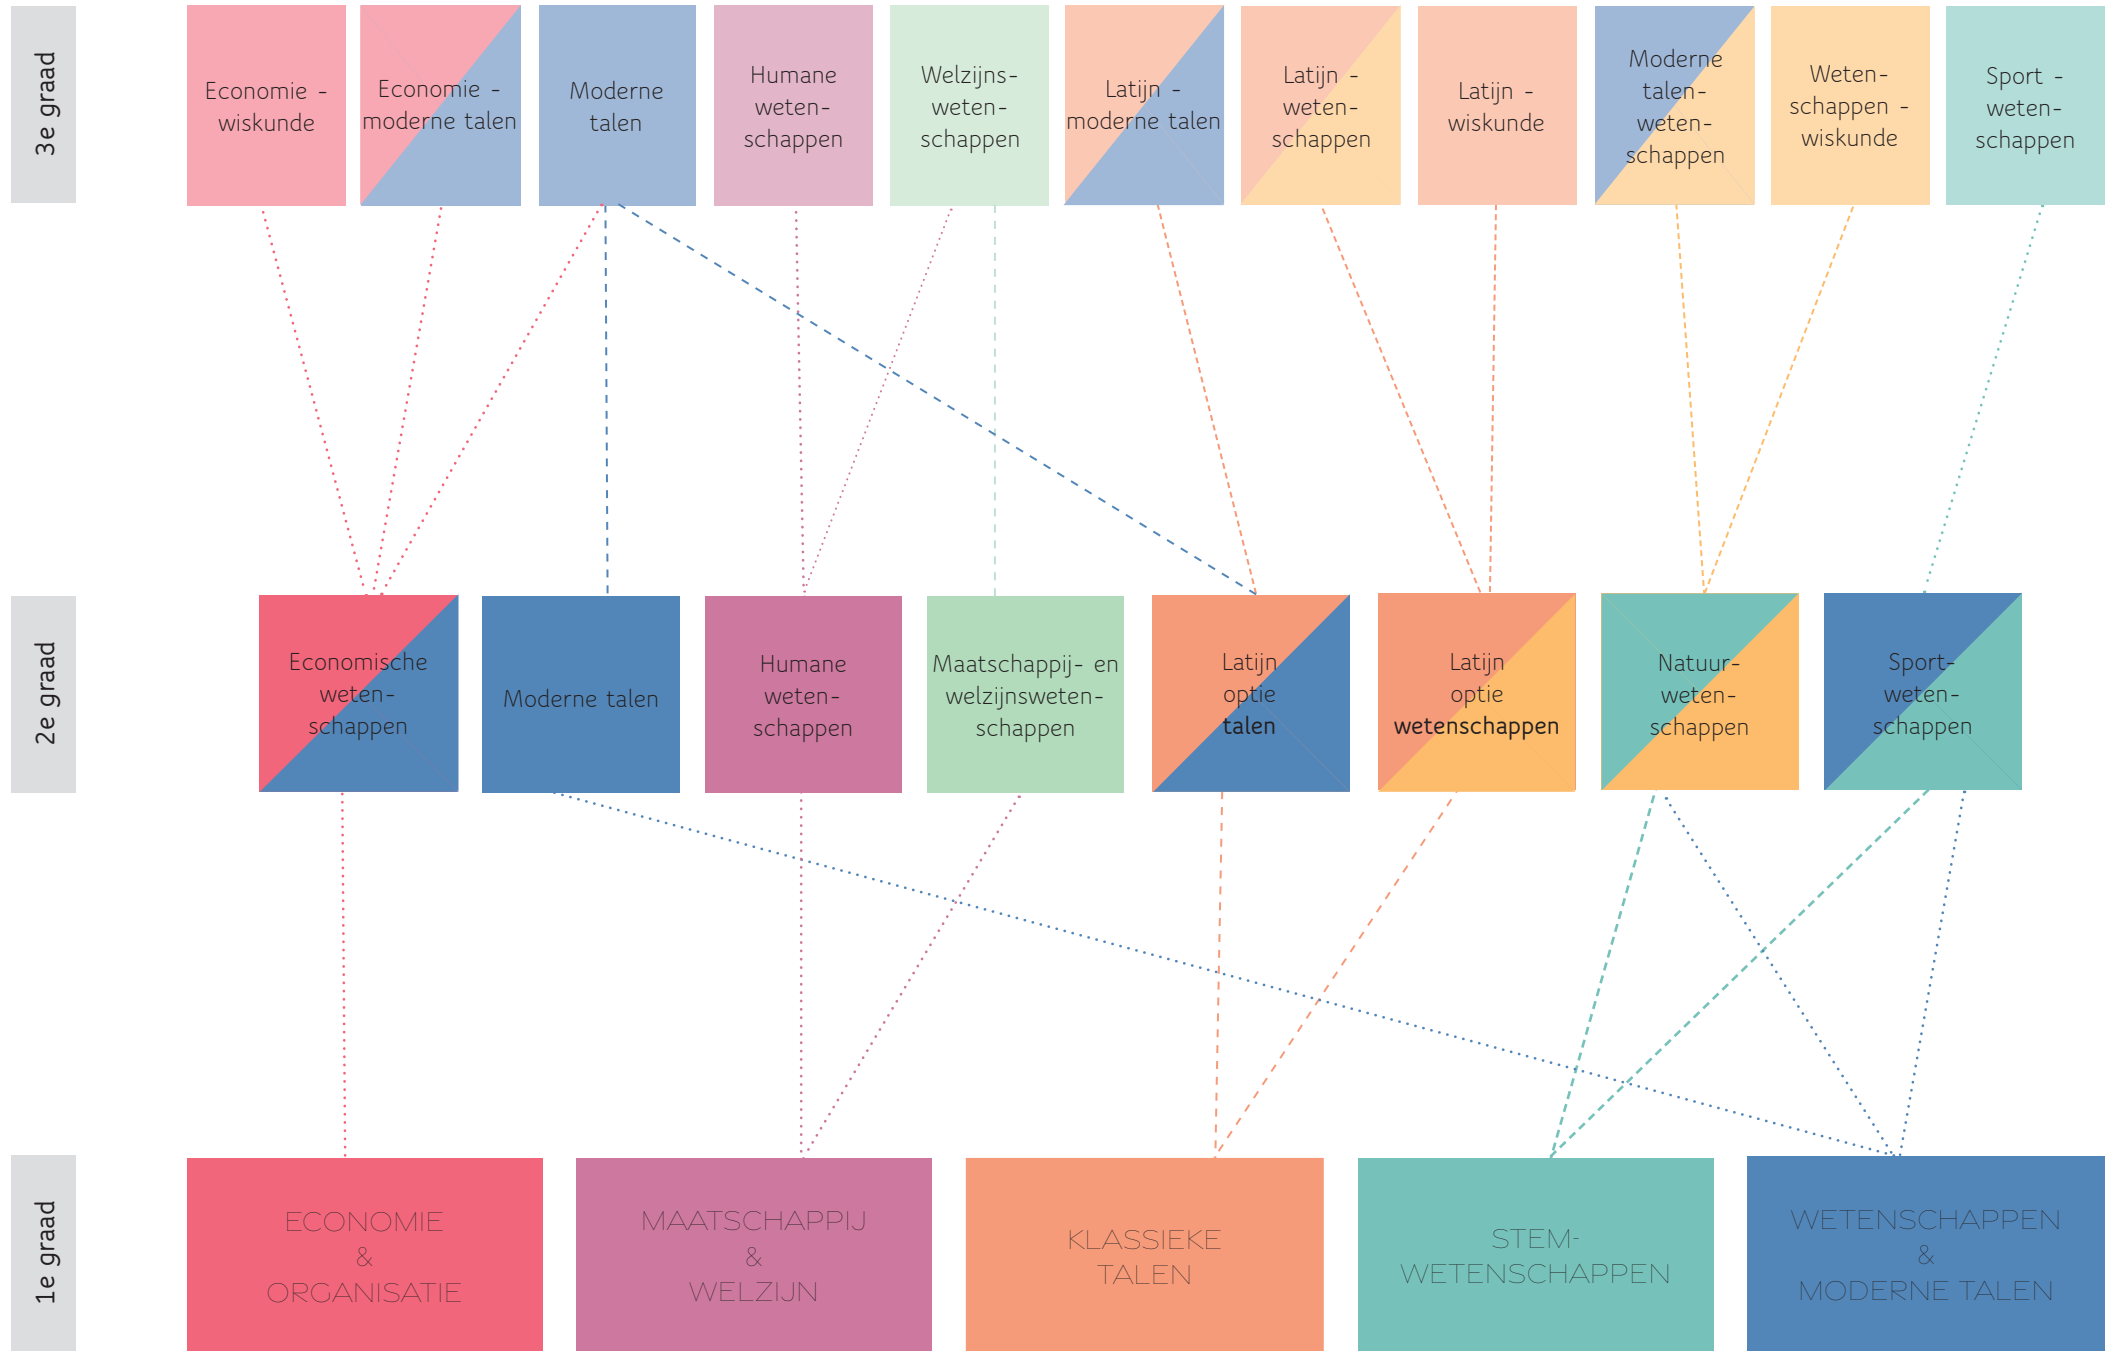 3e graad
Economie -
wiskunde
Economie -
moderne talen
Moderne
talen
Humane
weten-
schappen
Welzijns-
weten-
schappen
Latijn -
moderne talen
Latijn -
weten-
schappen
Latijn -
wiskunde
Moderne
talen-
weten-
schappen
Weten-
schappen -
wiskunde
Sport -
weten-
schappen
2e graad
Economische
weten-
schappen
Moderne talen
Humane
weten-
schappen
Maatschappij- en
welzijnsweten-
schappen
Latijn
optie
talen
Latijn
optie
wetenschappen
Natuur-
weten-
schappen
Sport-
weten-
schappen
1e graad
ECONOMIE
&
ORGANISATIE
MAATSCHAPPIJ
&
WELZIJN
KLASSIEKE
TALEN
STEM-
WETENSCHAPPEN
WETENSCHAPPEN
&
MODERNE TALEN